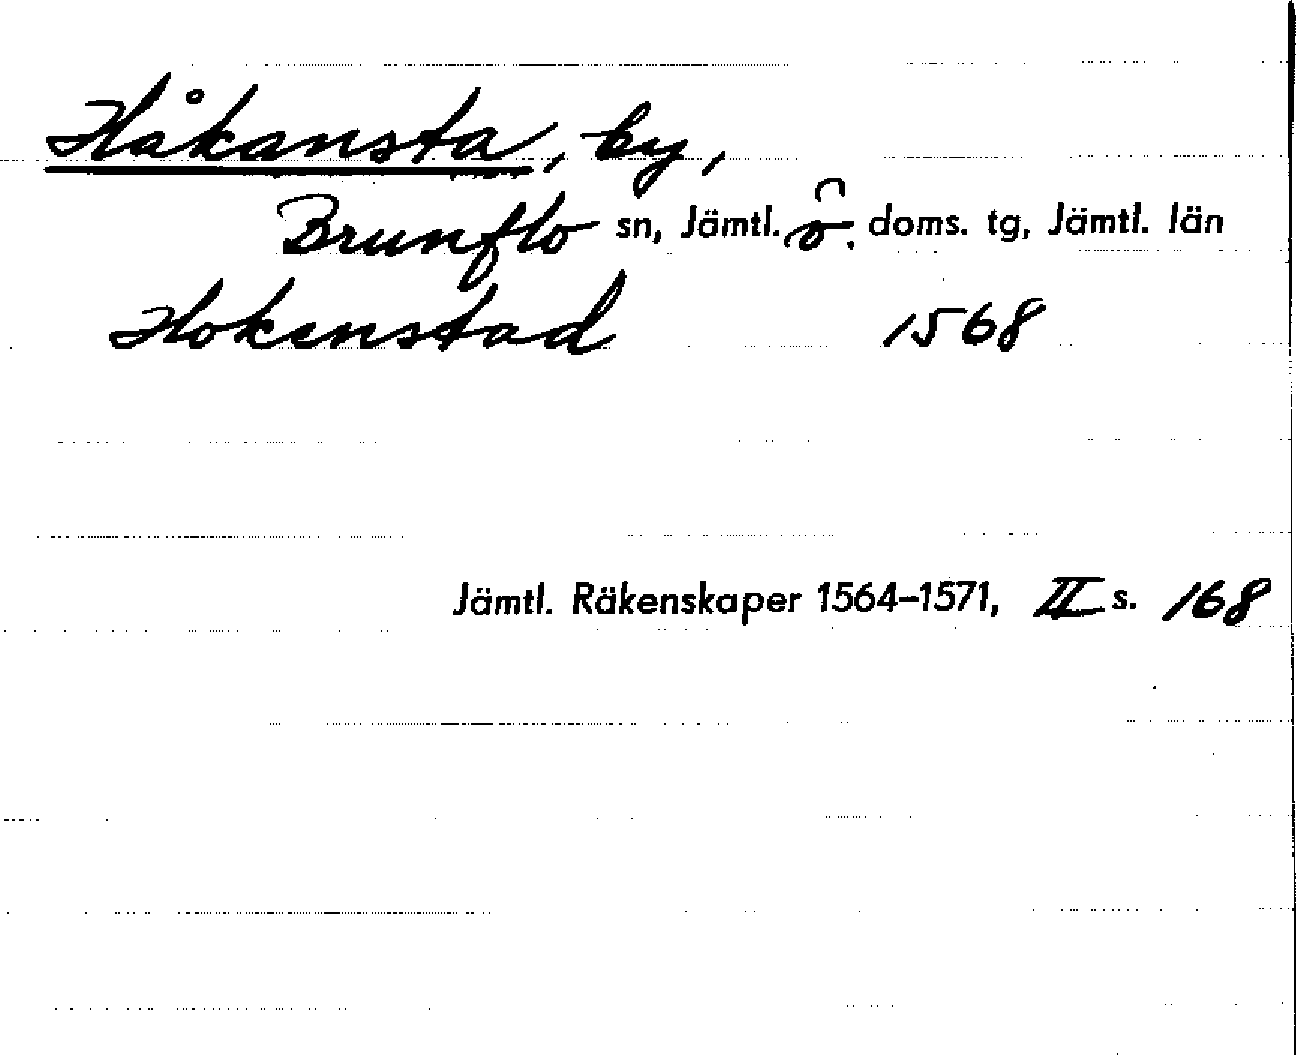 Håkansta, by,
Brunflo sn, Jämtl. ö. doms. tg, Jämtl. län
Hokenstad 1568
Jämtl. Räkenskaper 1564–1571, II s. 168